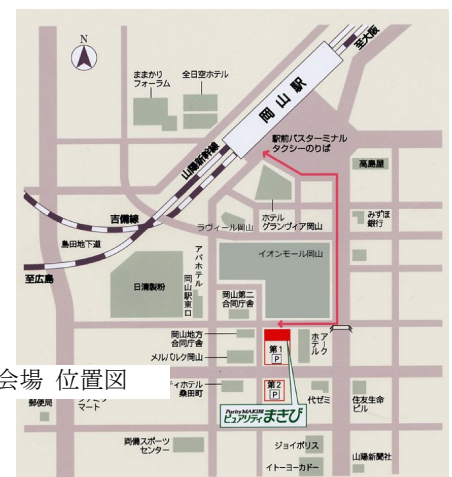 至大阪
N
ままかり
フォーラム
全日空ホテル
岡山駅
駅前バスターミナル
タクシーのりば
山陽新幹線
高島屋
吉備線
ホテル
グランヴィア岡山
みずほ
銀行
ラヴィール岡山
島田地下道
イオンモール岡山
至広島
日清製粉
アパホテル
岡山駅東口
岡山第二
合同庁舎
岡山地方
合同庁舎
第1
P
アークホテル
メルパルク岡山
会場 位置図
ティホテル
桑田町
第2
P
代ゼミ
住友生命
ビル
郵便局
マート
Purity MAKIBI
ピュアリティまきび
両備スポーツ
センター
ジョイポリス
イトーヨーカドー
山陽新聞社